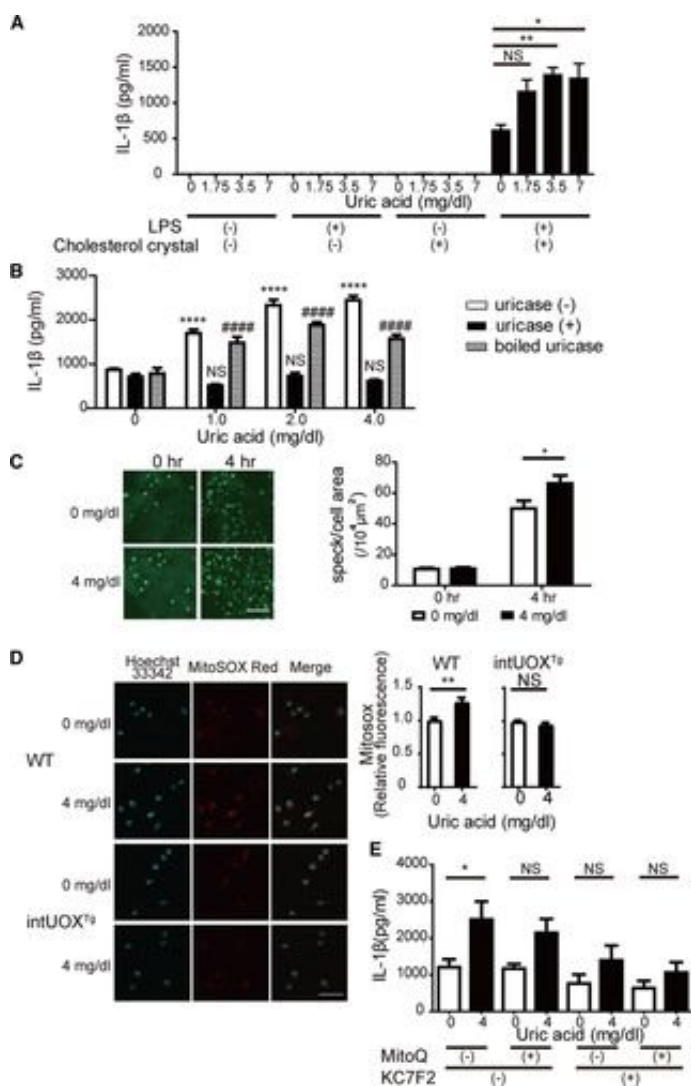 A
IL-1β (pg/ml)
2000
1500
1000
500
0
NS
**
*
0 1.75 3.5 7 0 1.75 3.5 7 0 1.75 3.5 7 0 1.75 3.5 7
Uric acid (mg/dl)
LPS (-) (+) (-) (+)
Cholesterol crystal (-) (-) (+) (+)
B
IL-1β (pg/ml)
3000
2000
1000
0
**** #### **** #### **** ####
NS NS NS
0 1.0 2.0 4.0
Uric acid (mg/dl)
uricase (-)
uricase (+)
boiled uricase
C
0 hr 4 hr
0 mg/dl
4 mg/dl
speck/cell area
(/10⁴μm²)
80
60
40
20
0
*
0 hr 4 hr
0 mg/dl 4 mg/dl
D
Hoechst
33342 MitoSOX Red Merge
0 mg/dl
WT
4 mg/dl
0 mg/dl
intUOXTg
4 mg/dl
WT intUOXTg
** NS
Mitosox
(Relative fluorescence)
1.5
1.0
0.5
0
0 4 0 4
Uric acid (mg/dl)
E
IL-1β(pg/ml)
4000
3000
2000
1000
0
* NS NS NS
0 4 0 4 0 4 0 4
Uric acid (mg/dl)
MitoQ (-) (+) (-) (+)
KC7F2 (-) (+)